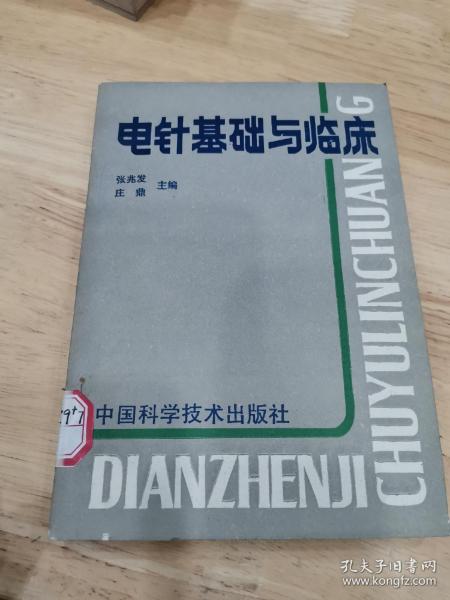 电针基础与临床
张兆发
庄鼎 主编
中国科学技术出版社
DIANZHENJI
CHUYULINCHUANG
孔夫子旧书网
www.kongfz.com